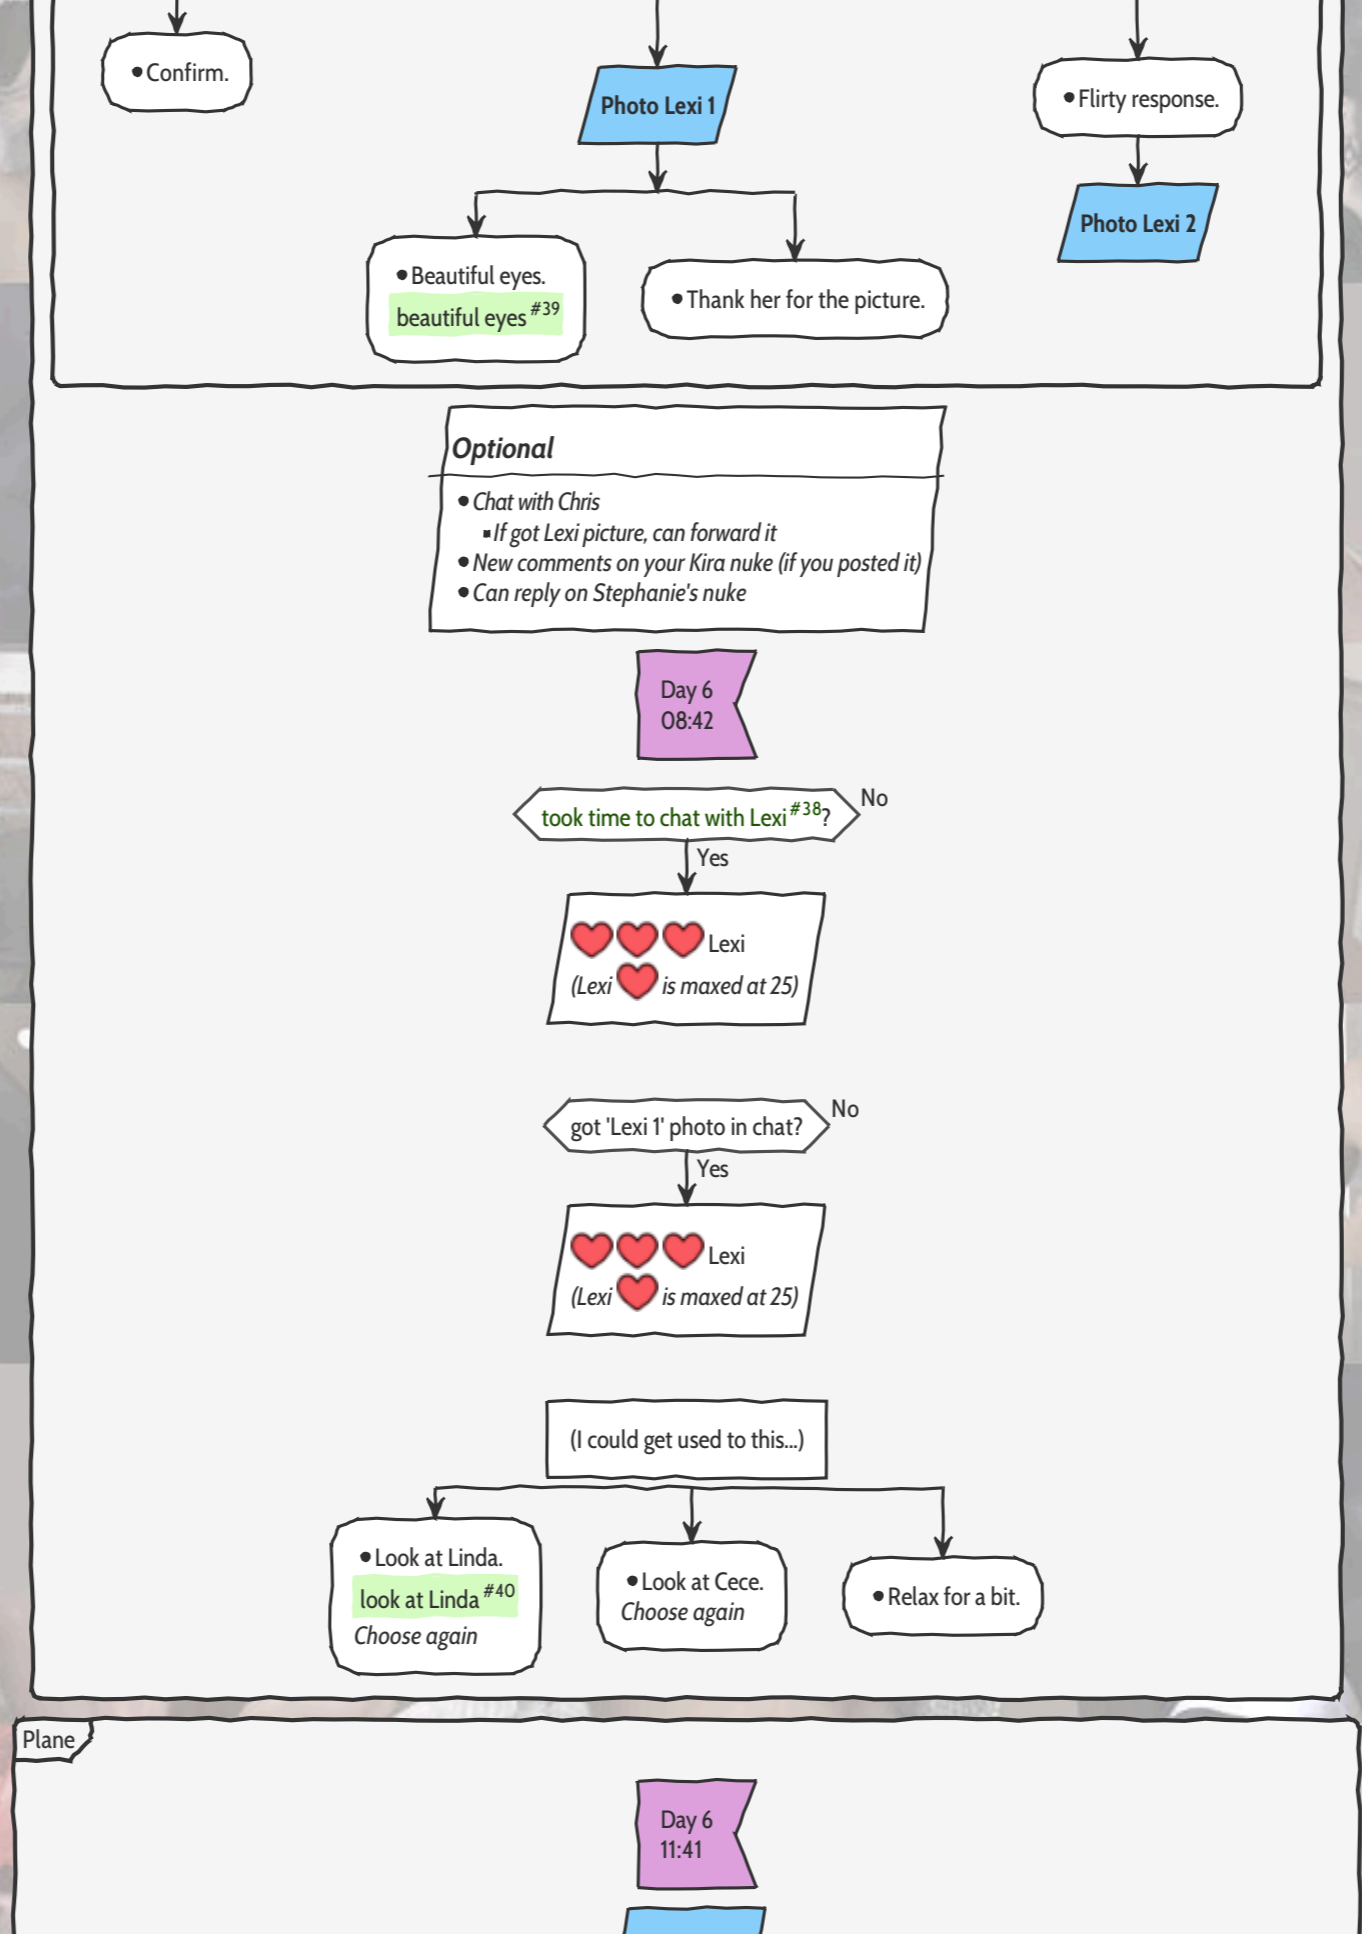 •Confirm.
Photo Lexi 1
•Flirty response.
Photo Lexi 2
•Beautiful eyes.
beautiful eyes #39
•Thank her for the picture.
Optional
•Chat with Chris
▪If got Lexi picture, can forward it
•New comments on your Kira nuke (if you posted it)
•Can reply on Stephanie's nuke
Day 6
08:42
took time to chat with Lexi #38?
No
Yes
Lexi
(Lexi ❤ is maxed at 25)
got 'Lexi 1' photo in chat?
No
Yes
Lexi
(Lexi ❤ is maxed at 25)
(I could get used to this...)
•Look at Linda.
look at Linda #40
Choose again
•Look at Cece.
Choose again
•Relax for a bit.
Plane
Day 6
11:41